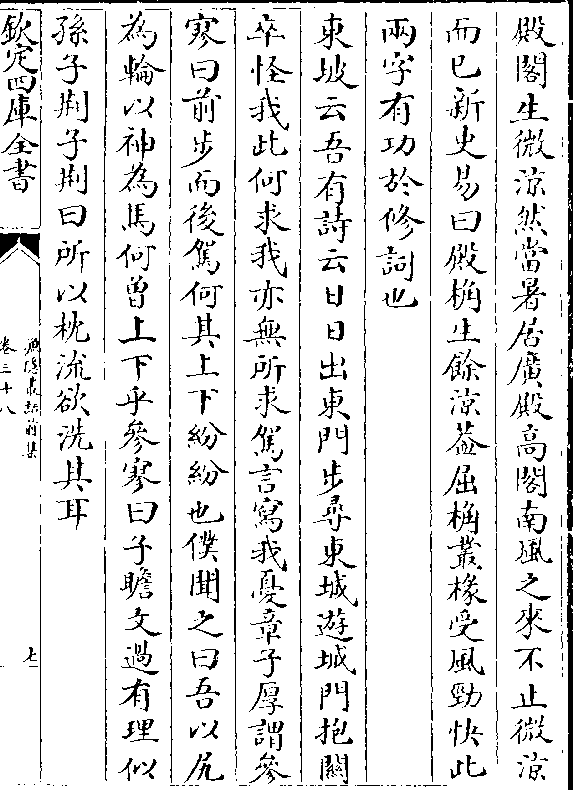 殿閣生微涼然當暑居廣殿高閣南風之來不止微涼
而已新史易曰殿桷生餘涼葢屈桷叢椽受風勁快此
兩字有功於修詞也
東坡云吾有詩云日日出東門步尋東城遊城門抱關
卒怪我此何求我亦無所求駕言寫我憂章子厚謂參
寥曰前步而後駕何其上下紛紛也僕聞之曰吾以尻
為輪以神為馬何曾上下乎參寥曰子瞻文過有理似
孫子荆子荆曰所以枕流欲洗其耳
欽定四庫全書
漁隱叢話前集
卷三十八
七